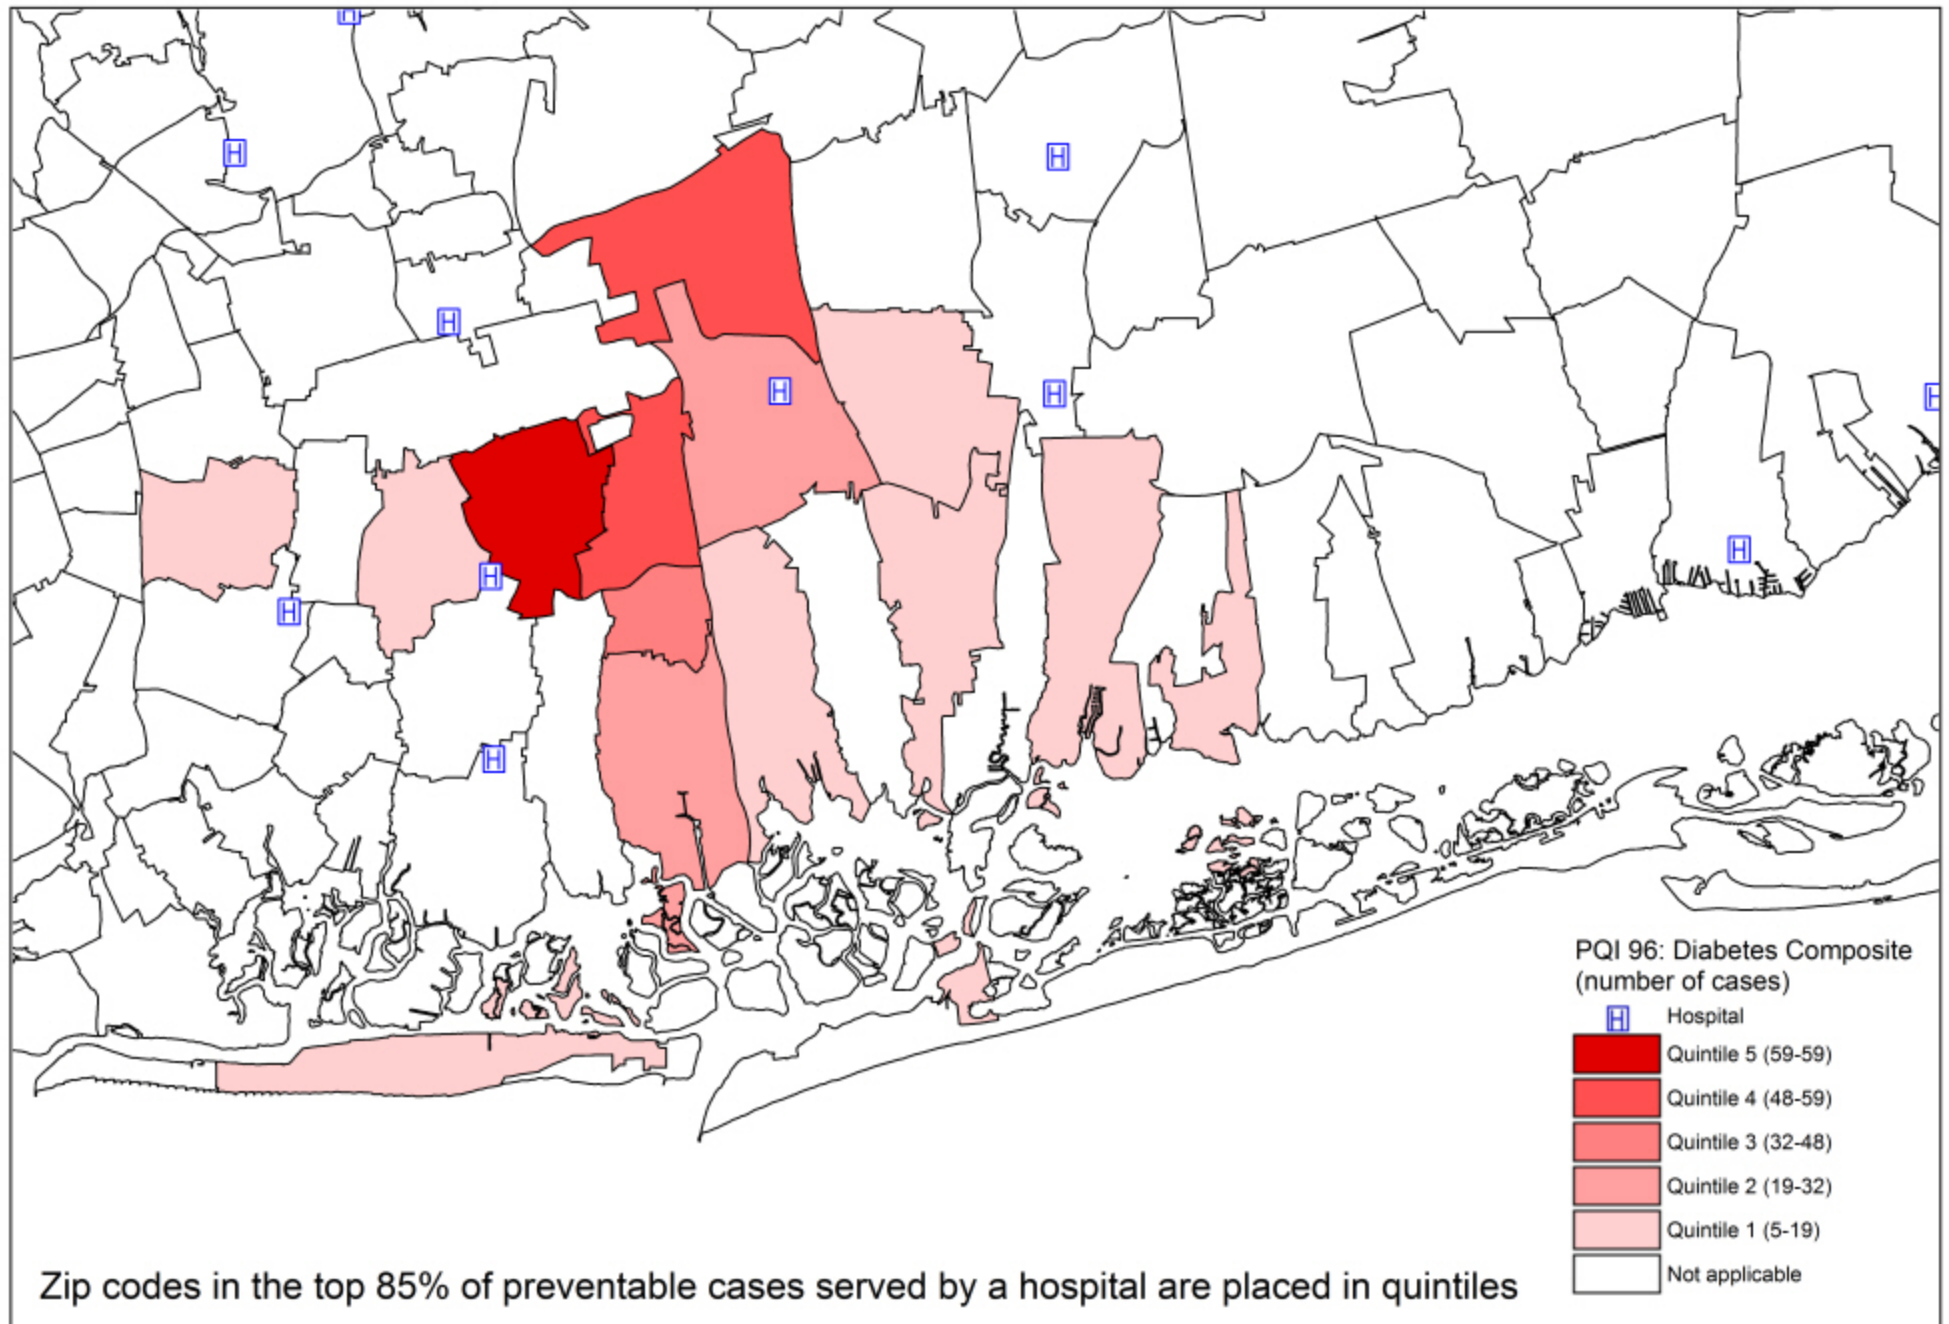 H
H
H
H
H
H
H
H
H
H
H
PQI 96: Diabetes Composite
(number of cases)
H Hospital
Quintile 5 (59-59)
Quintile 4 (48-59)
Quintile 3 (32-48)
Quintile 2 (19-32)
Quintile 1 (5-19)
Not applicable
Zip codes in the top 85% of preventable cases served by a hospital are placed in quintiles